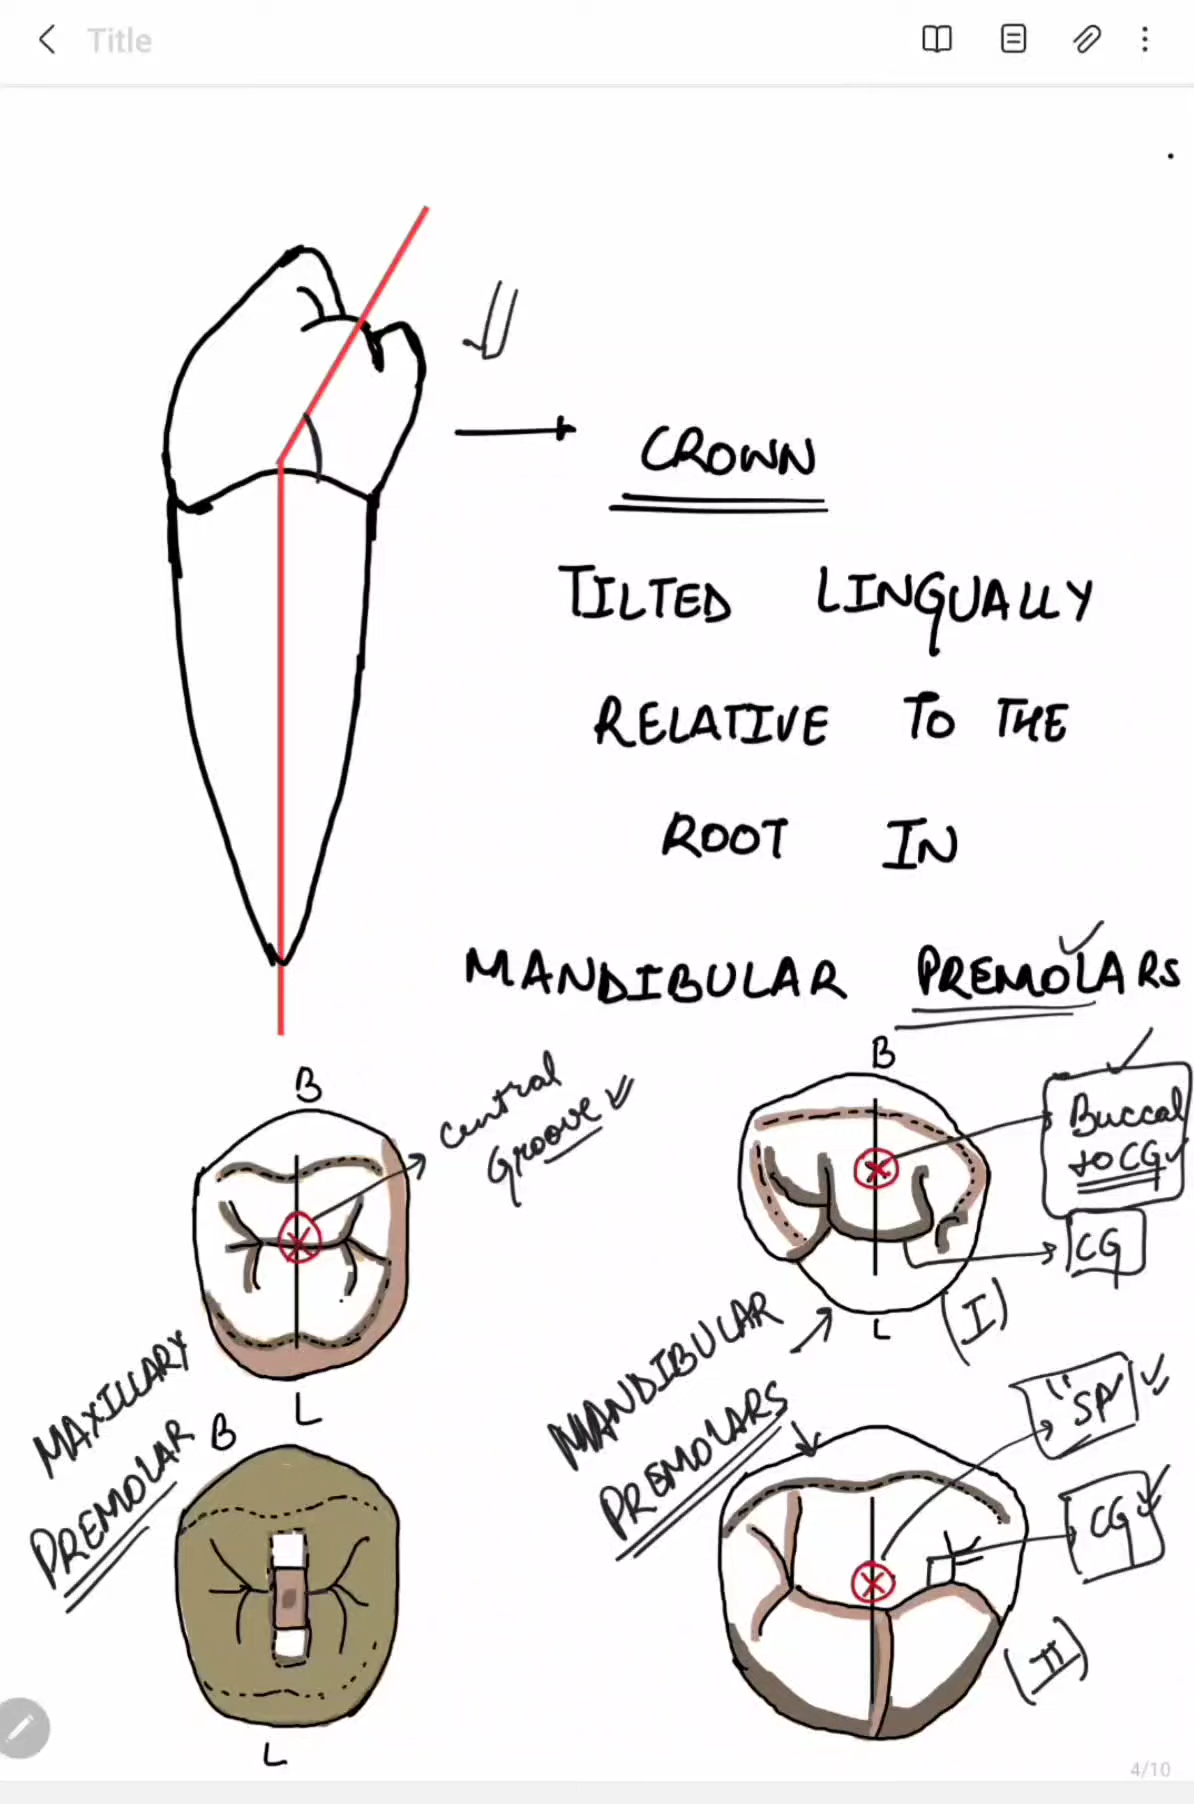 Title
CROWN
TILTED LINGUALLY
RELATIVE TO THE
ROOT IN
MANDIBULAR PREMOLARS
B
Central
Groove
L
MAXILLARY
PREMOLAR
B
L
B
Buccal
to CG
CG
L
(I)
MANDIBULAR
PREMOLARS
CG
(II)
4/10